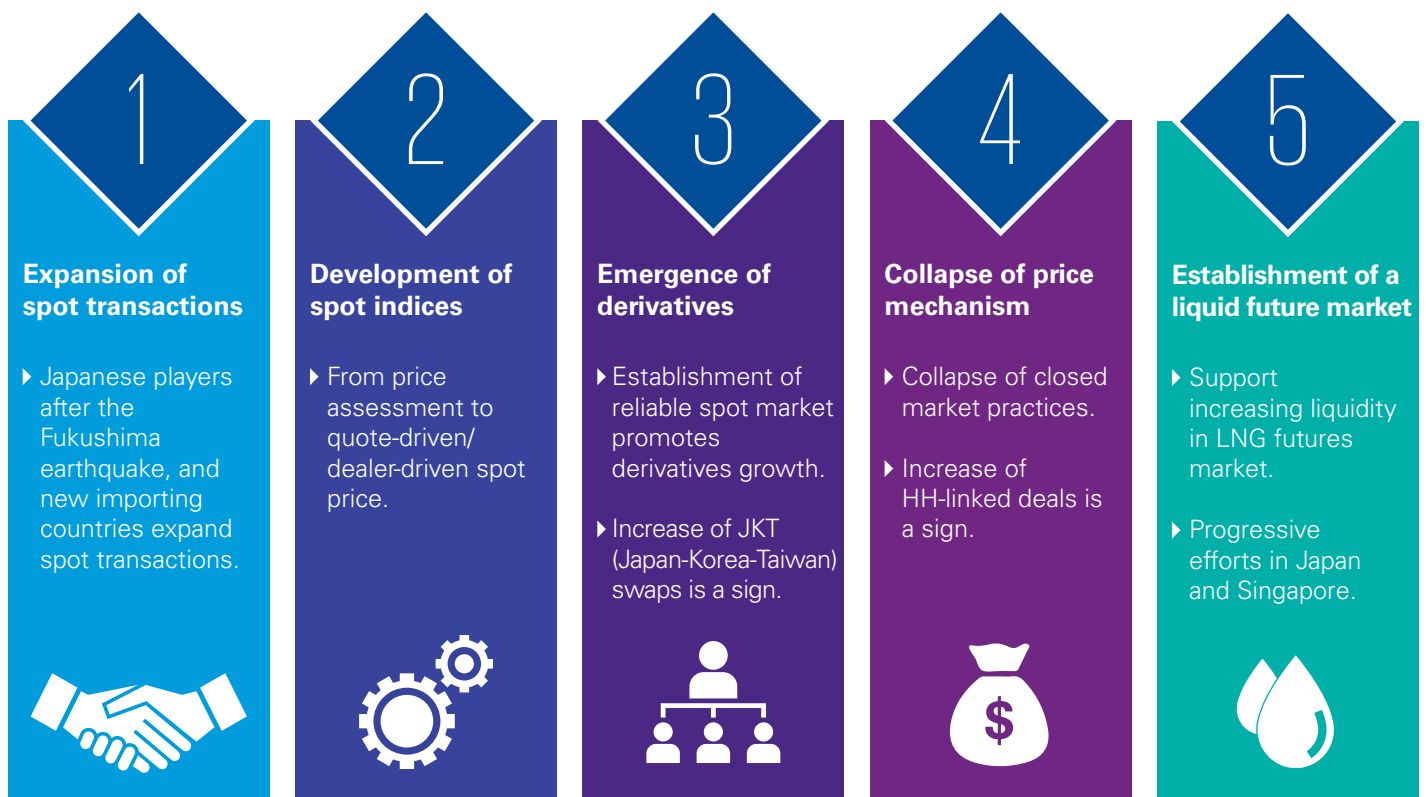 1
Expansion of
spot transactions
Japanese players
after the
Fukushima
earthquake, and
new importing
countries expand
spot transactions.
2
Development of
spot indices
From price
assessment to
quote-driven/
dealer-driven spot
price.
3
Emergence of
derivatives
Establishment of
reliable spot market
promotes
derivatives growth.
Increase of JKT
(Japan-Korea-Taiwan)
swaps is a sign.
4
Collapse of price
mechanism
Collapse of closed
market practices.
Increase of
HH-linked deals is
a sign.
$
5
Establishment of a
liquid future market
Support
increasing liquidity
in LNG futures
market.
Progressive
efforts in Japan
and Singapore.